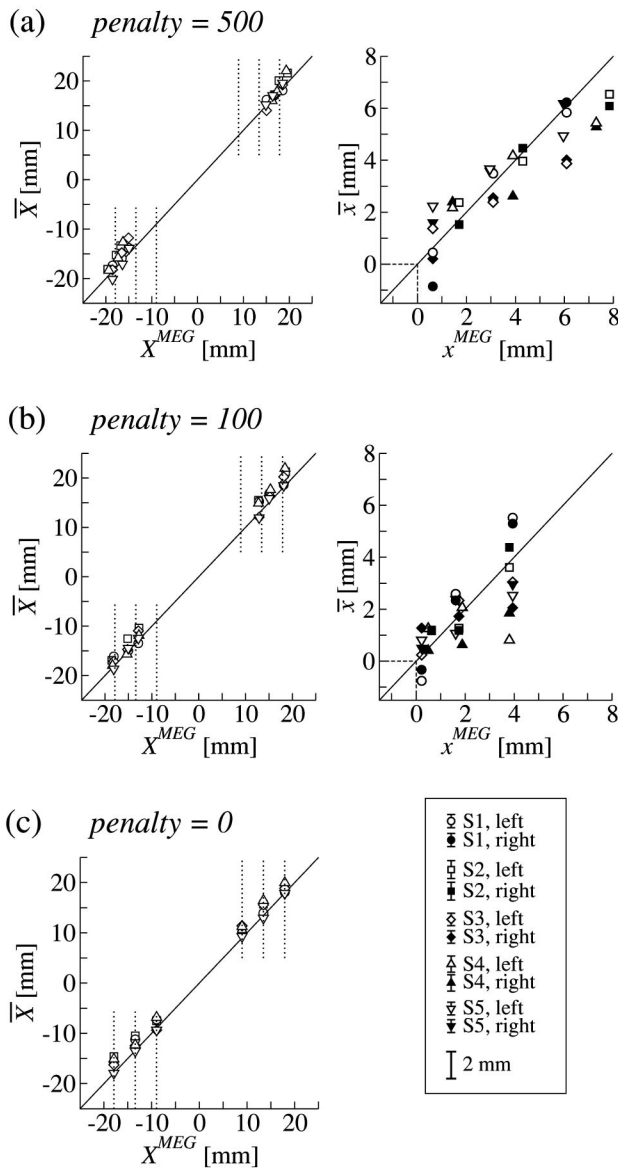 (a) penalty = 500
20
10
0
-10
-20
X̅ [mm]
-20 -10 0 10 20
X^MEG [mm]
8
6
4
2
0
x̅ [mm]
0 2 4 6 8
x^MEG [mm]
(b) penalty = 100
20
10
0
-10
-20
X̅ [mm]
-20 -10 0 10 20
X^MEG [mm]
8
6
4
2
0
x̅ [mm]
0 2 4 6 8
x^MEG [mm]
(c) penalty = 0
20
10
0
-10
-20
X̅ [mm]
-20 -10 0 10 20
X^MEG [mm]
S1, left
S1, right
S2, left
S2, right
S3, left
S3, right
S4, left
S4, right
S5, left
S5, right
2 mm